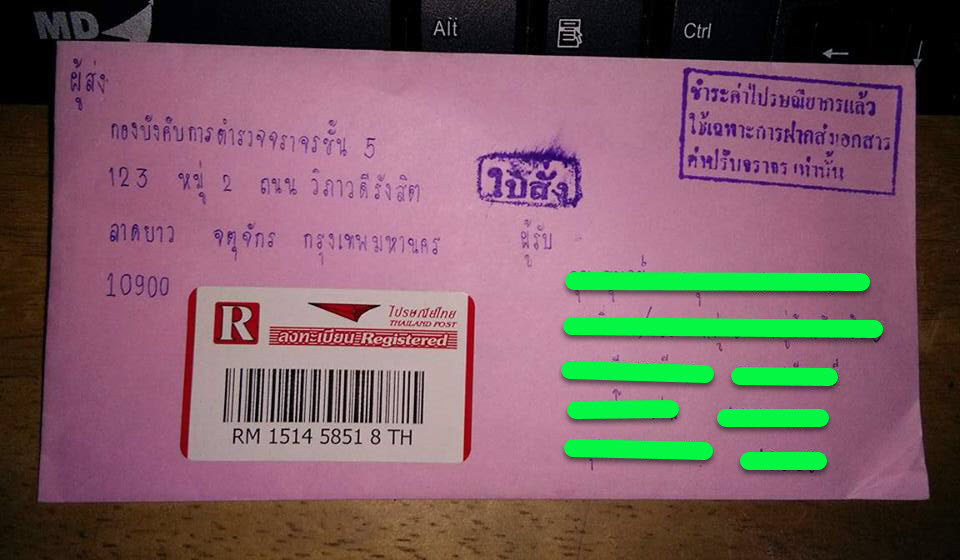 MD
Alt
Ctrl
ผู้ส่ง
กองบังคับการตำรวจจราจรชั้น 5
123 หมู่ 2 ถนน วิภาวดีรังสิต
ลาดยาว จตุจักร กรุงเทพมหานคร
10900
ใบสั่ง
ชำระค่าไปรษณียากรแล้ว
ใช้เฉพาะการฝากส่งเอกสาร
ค่าปรับจราจรเท่านั้น
ผู้รับ
R
ไปรษณีย์ไทย
THAILAND POST
ลงทะเบียน Registered
RM 1514 5851 8 TH